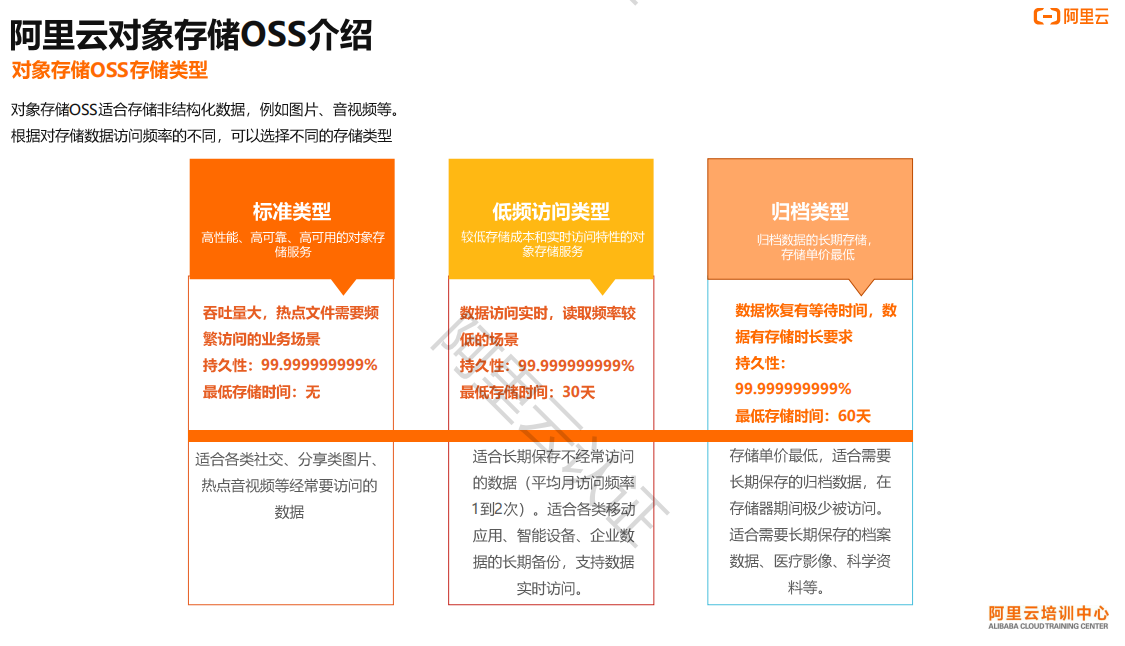 阿里云对象存储OSS介绍
阿里云
对象存储OSS存储类型
对象存储OSS适合存储非结构化数据，例如图片、音视频等。
根据对存储数据访问频率的不同，可以选择不同的存储类型
标准类型
高性能、高可靠、高可用的对象存
储服务
吞吐量大，热点文件需要频
繁访问的业务场景
持久性：99.999999999%
最低存储时间：无
适合各类社交、分享类图片、
热点音视频等经常要访问的
数据
低频访问类型
较低存储成本和实时访问特性的对
象存储服务
数据访问实时，读取频率较
低的场景
持久性：99.999999999%
最低存储时间：30天
适合长期保存不经常访问
的数据（平均月访问频率
1到2次）。适合各类移动
应用、智能设备、企业数
据的长期备份，支持数据
实时访问。
归档类型
归档数据的长期存储，
存储单价最低
数据恢复有等待时间，数
据有存储时长要求
持久性：
99.999999999%
最低存储时间：60天
存储单价最低，适合需要
长期保存的归档数据，在
存储器期间极少被访问。
适合需要长期保存的档案
数据、医疗影像、科学资
料等。
阿里云认证
阿里云培训中心
ALIBABA CLOUD TRAINING CENTER